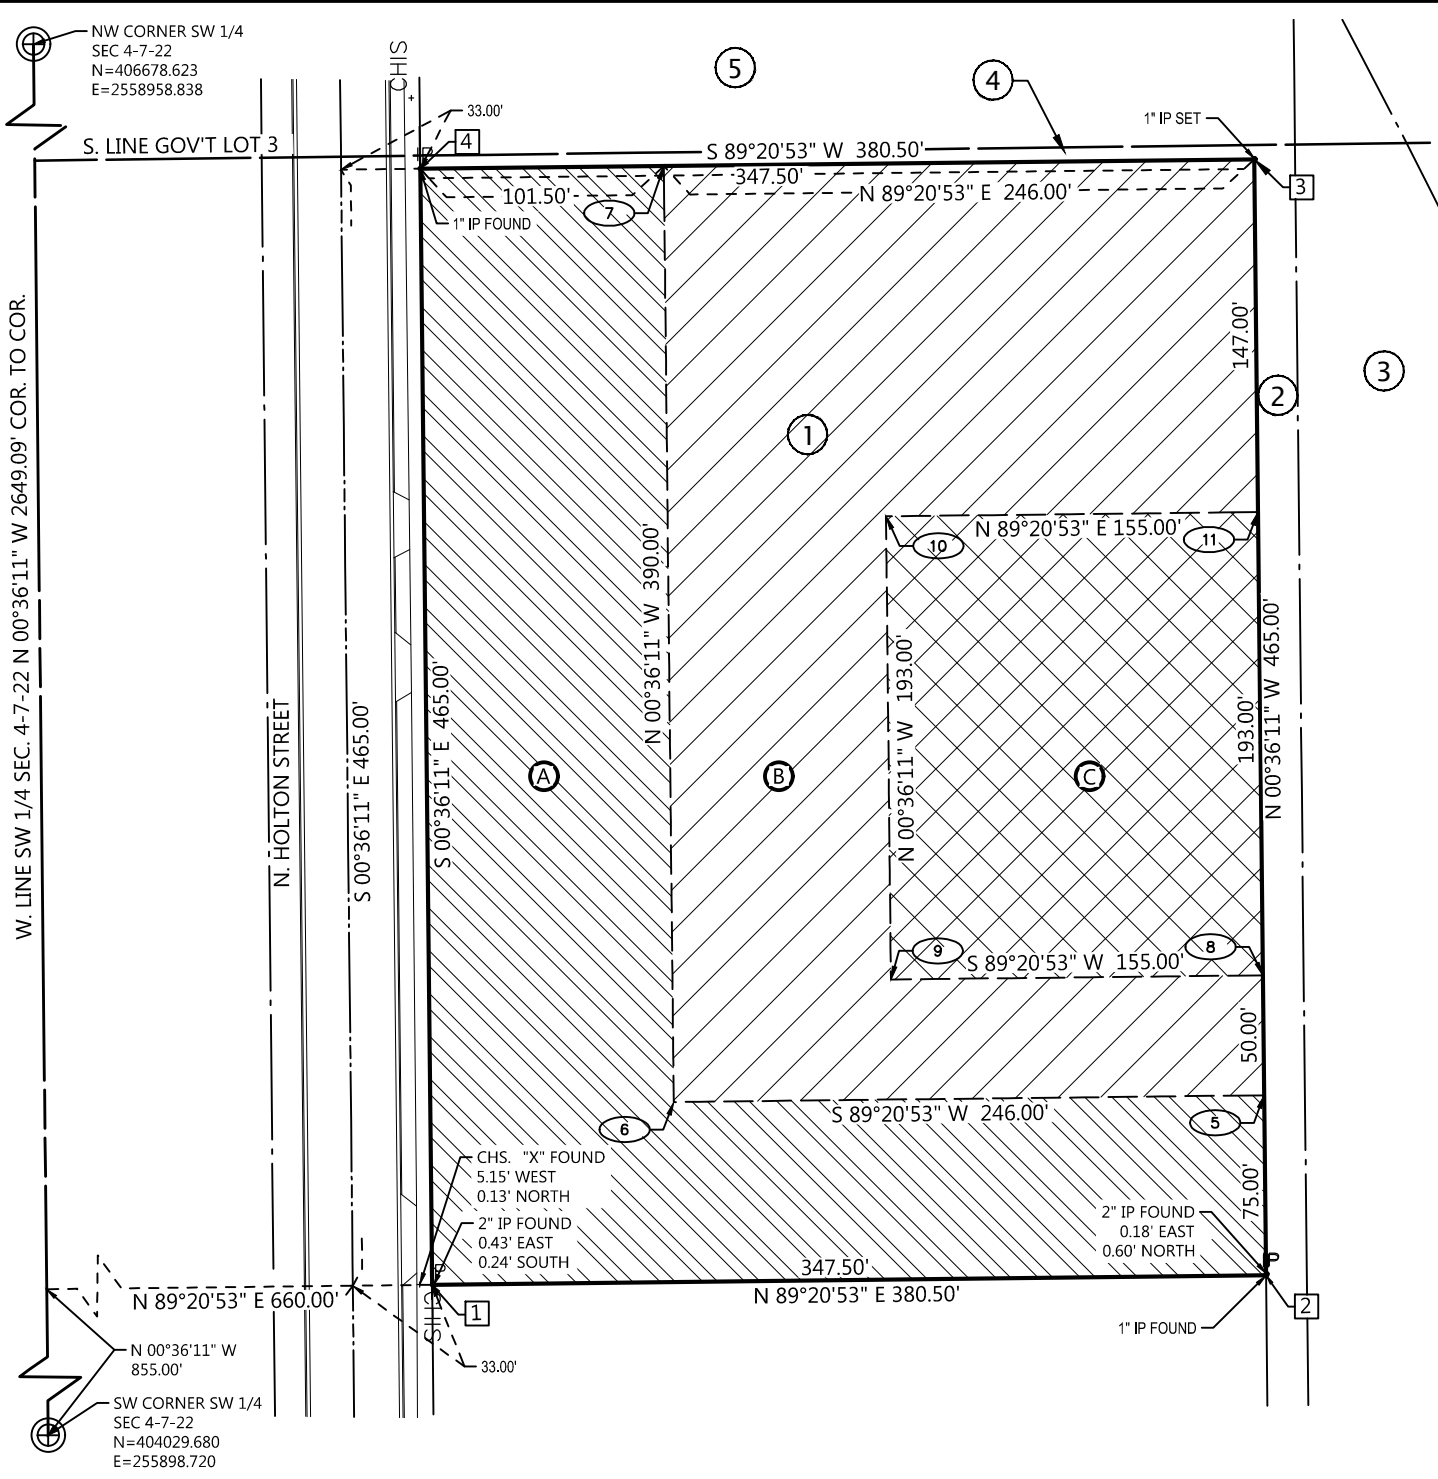 NW CORNER SW 1/4
SEC 4-7-22
N=406678.623
E=2558958.838
CHIS
5
4
33.00'
1" IP SET
S. LINE GOV'T LOT 3
4
S 89°20'53" W 380.50'
347.50'
3
101.50'
N 89°20'53" E 246.00'
7
1" IP FOUND
W. LINE SW 1/4 SEC. 4-7-22 N 00°36'11" W 2649.09' COR. TO COR.
147.00'
3
2
1
N 89°20'53" E 155.00'
10
11
N 00°36'11" W 390.00'
N. HOLTON STREET
S 00°36'11" E 465.00'
S 00°36'11" E 465.00'
N 00°36'11" W 193.00'
193.00'
N 00°36'11" W 465.00'
A
B
C
9
8
S 89°20'53" W 155.00'
50.00'
S 89°20'53" W 246.00'
6
5
CHS. "X" FOUND
5.15' WEST
0.13' NORTH
75.00'
2" IP FOUND
0.43' EAST
0.24' SOUTH
2" IP FOUND
0.18' EAST
0.60' NORTH
347.50'
N 89°20'53" E 660.00'
N 89°20'53" E 380.50'
1
2
1" IP FOUND
N 00°36'11" W
855.00'
33.00'
SW CORNER SW 1/4
SEC 4-7-22
N=404029.680
E=255898.720